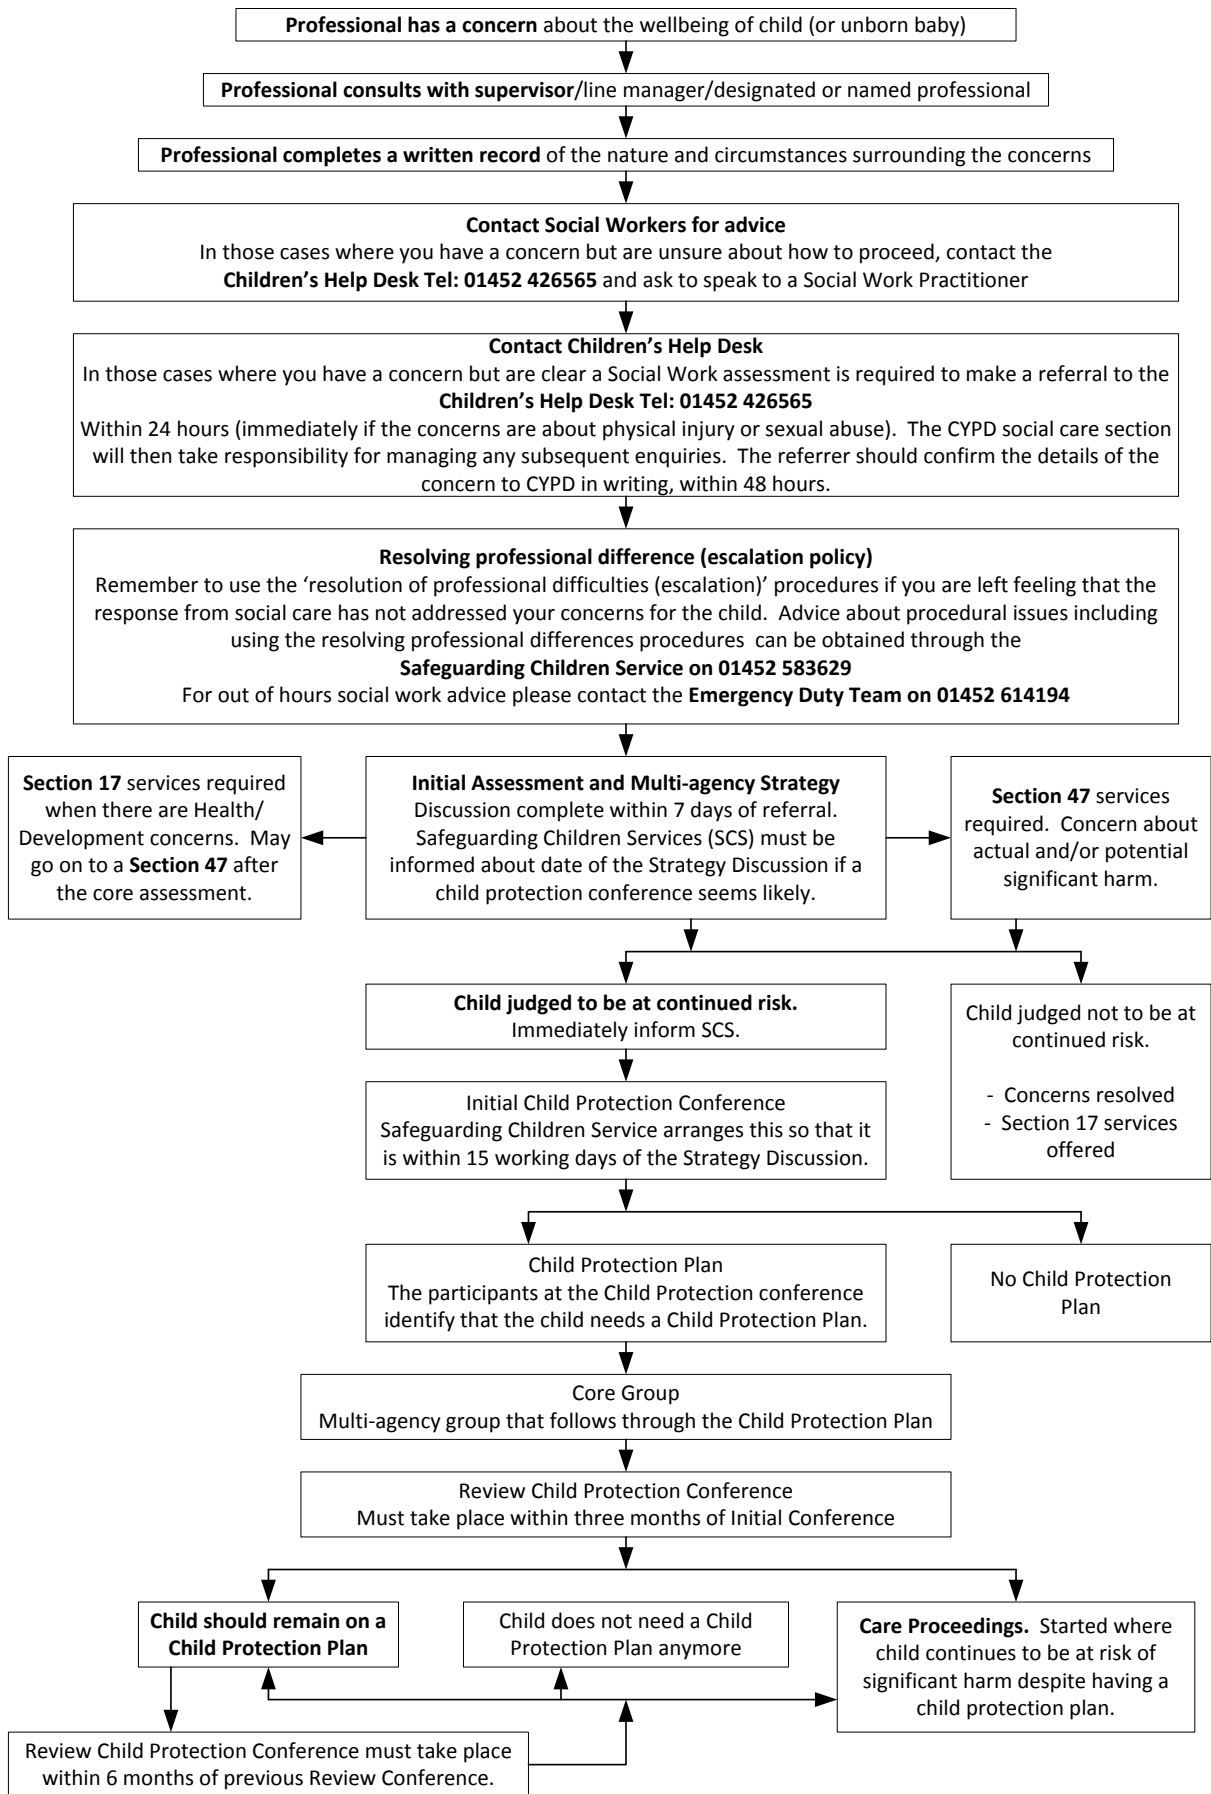 Professional has a concern about the wellbeing of child (or unborn baby)
Professional consults with supervisor/line manager/designated or named professional
Professional completes a written record of the nature and circumstances surrounding the concerns
Contact Social Workers for advice
In those cases where you have a concern but are unsure about how to proceed, contact the
Children’s Help Desk Tel: 01452 426565 and ask to speak to a Social Work Practitioner
Contact Children’s Help Desk
In those cases where you have a concern but are clear a Social Work assessment is required to make a referral to the
Children’s Help Desk Tel: 01452 426565
Within 24 hours (immediately if the concerns are about physical injury or sexual abuse).  The CYPD social care section
will then take responsibility for managing any subsequent enquiries.  The referrer should confirm the details of the
concern to CYPD in writing, within 48 hours.
Resolving professional difference (escalation policy)
Remember to use the ‘resolution of professional difficulties (escalation)’ procedures if you are left feeling that the
response from social care has not addressed your concerns for the child.  Advice about procedural issues including
using the resolving professional differences procedures  can be obtained through the
Safeguarding Children Service on 01452 583629
For out of hours social work advice please contact the Emergency Duty Team on 01452 614194
Section 17 services required
when there are Health/
Development concerns.  May
go on to a Section 47 after
the core assessment.
Initial Assessment and Multi-agency Strategy
Discussion complete within 7 days of referral.
Safeguarding Children Services (SCS) must be
informed about date of the Strategy Discussion if a
child protection conference seems likely.
Section 47 services
required.  Concern about
actual and/or potential
significant harm.
Child judged to be at continued risk.
Immediately inform SCS.
Child judged not to be at
continued risk.
-  Concerns resolved
-  Section 17 services
offered
Initial Child Protection Conference
Safeguarding Children Service arranges this so that it
is within 15 working days of the Strategy Discussion.
Child Protection Plan
The participants at the Child Protection conference
identify that the child needs a Child Protection Plan.
No Child Protection
Plan
Core Group
Multi-agency group that follows through the Child Protection Plan
Review Child Protection Conference
Must take place within three months of Initial Conference
Child should remain on a
Child Protection Plan
Child does not need a Child
Protection Plan anymore
Care Proceedings.  Started where
child continues to be at risk of
significant harm despite having a
child protection plan.
Review Child Protection Conference must take place
within 6 months of previous Review Conference.